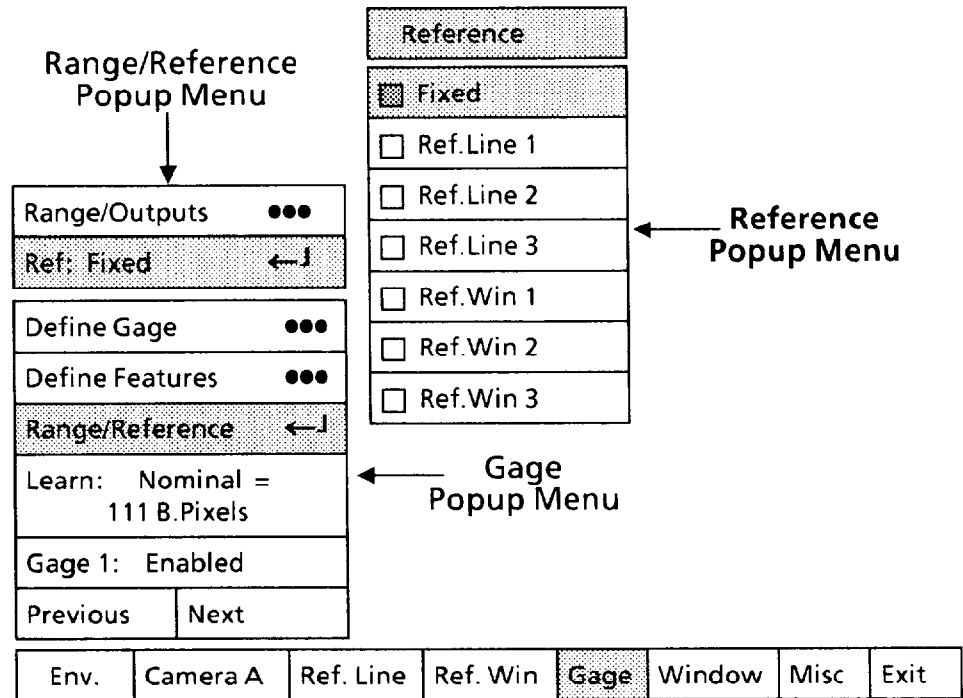 Range/Reference
Popup Menu
Range/Outputs ●●●
Ref: Fixed ←┘
Define Gage ●●●
Define Features ●●●
Range/Reference ←┘
Learn: Nominal =
111 B.Pixels
Gage 1: Enabled
Previous Next
Reference
Fixed
Ref.Line 1
Ref.Line 2
Ref.Line 3
Ref.Win 1
Ref.Win 2
Ref.Win 3
Reference
Popup Menu
Gage
Popup Menu
Env. Camera A Ref. Line Ref. Win Gage Window Misc Exit